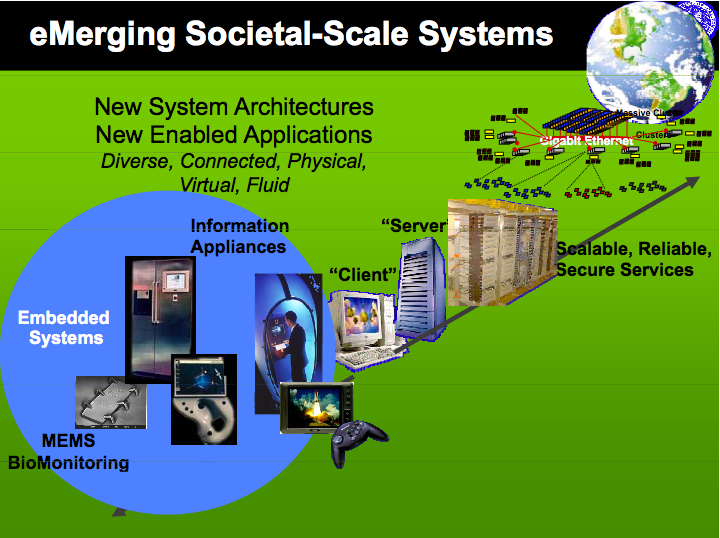 eMerging Societal-Scale Systems
New System Architectures
New Enabled Applications
Diverse, Connected, Physical,
Virtual, Fluid
Massive Cluster
Gigabit Ethernet
Clusters
Information
Appliances
“Server”
Scalable, Reliable,
Secure Services
“Client”
Embedded
Systems
MEMS
BioMonitoring